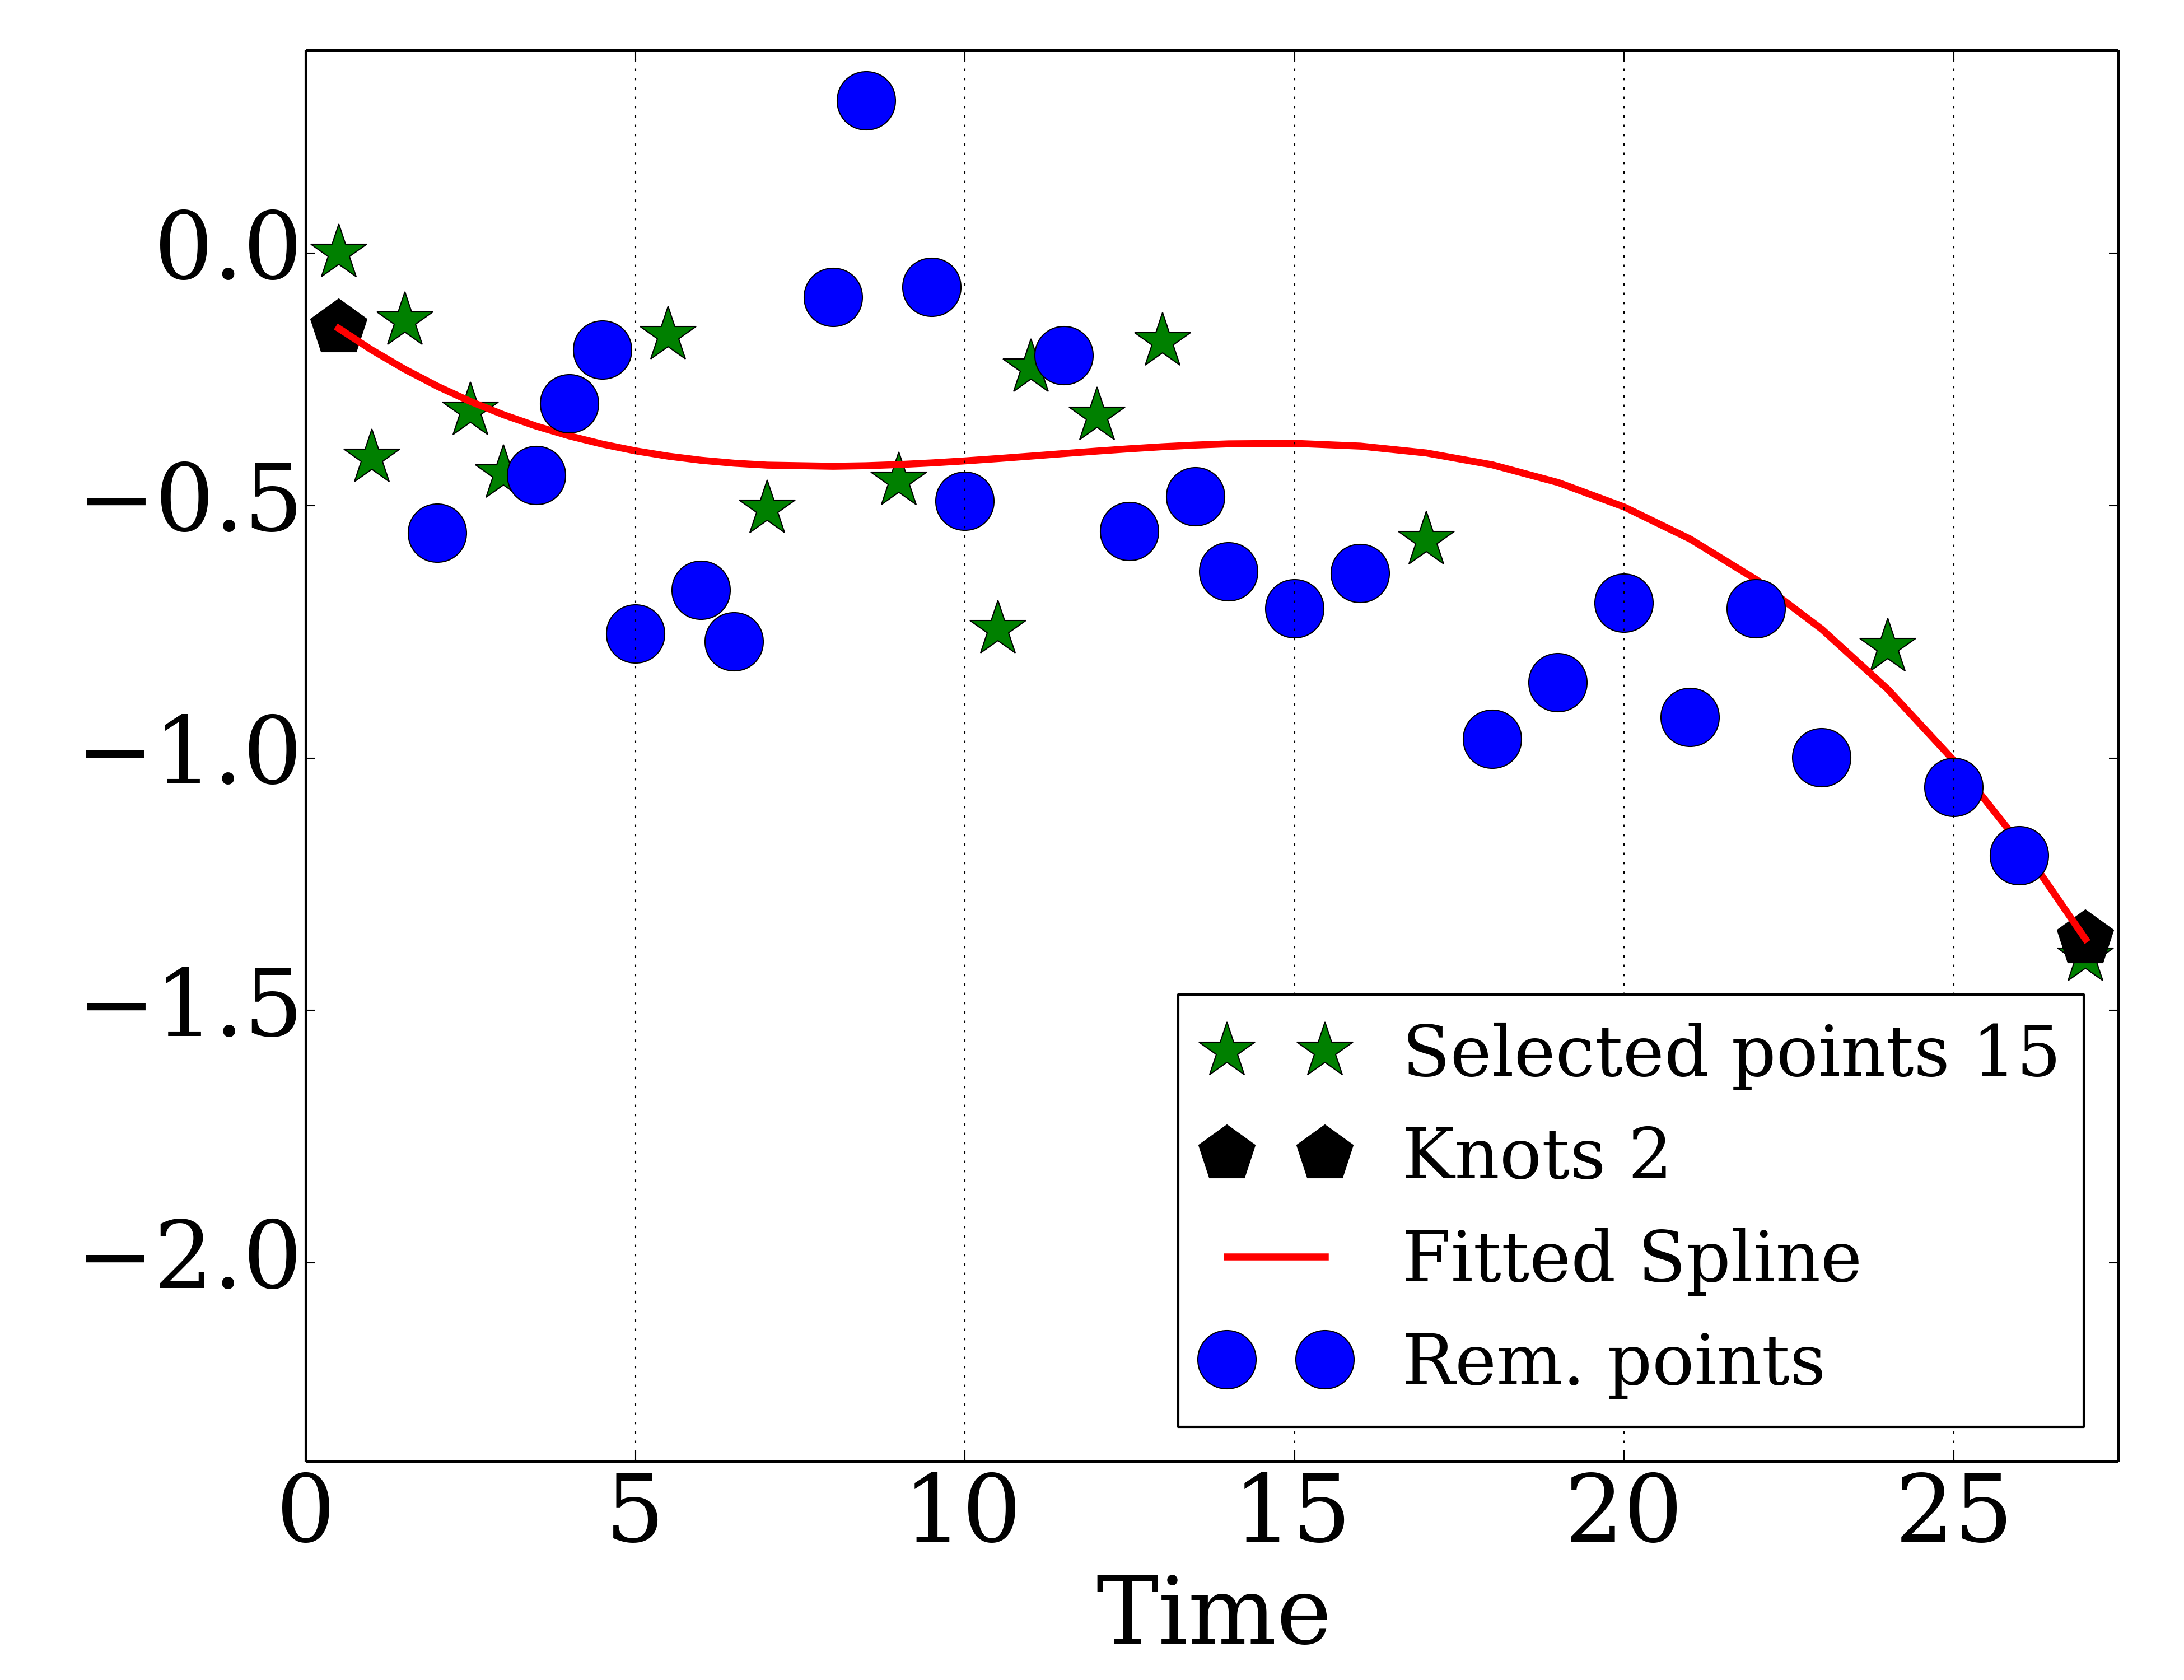 0.0
−0.5
−1.0
−1.5
−2.0
Selected points 15
Knots 2
Fitted Spline
Rem. points
0 5 10 15 20 25
Time